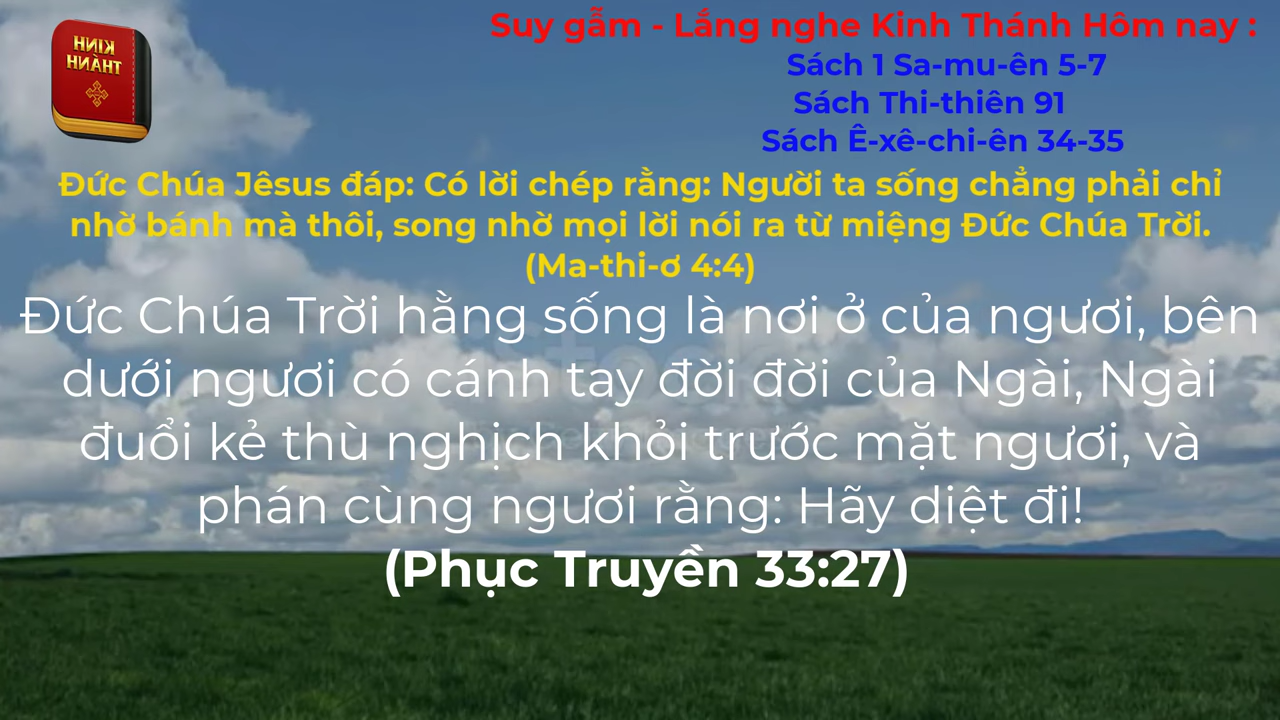 Suy gẫm - Lắng nghe Kinh Thánh Hôm nay :
Sách 1 Sa-mu-ên 5-7
Sách Thi-thiên 91
Sách Ê-xê-chi-ên 34-35
KINH
THÁNH
Đức Chúa Jêsus đáp: Có lời chép rằng: Người ta sống chẳng phải chỉ
nhờ bánh mà thôi, song nhờ mọi lời nói ra từ miệng Đức Chúa Trời.
(Ma-thi-ơ 4:4)
Đức Chúa Trời hằng sống là nơi ở của ngươi, bên
dưới ngươi có cánh tay đời đời của Ngài, Ngài
đuổi kẻ thù nghịch khỏi trước mặt ngươi, và
phán cùng ngươi rằng: Hãy diệt đi!
(Phục Truyền 33:27)